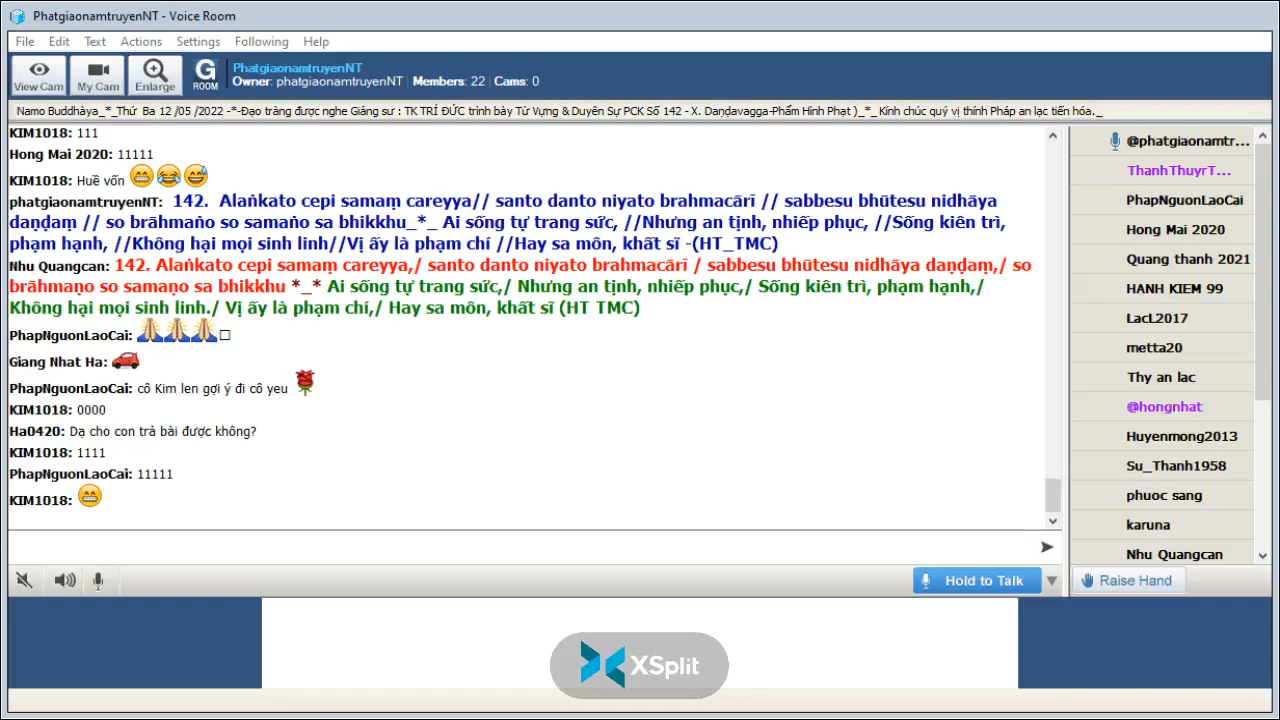 PhatgiaonamtruyenNT - Voice Room
File Edit Text Actions Settings Following Help
View Cam My Cam Enlarge G ROOM
PhatgiaonamtruyenNT
Owner: phatgiaonamtruyenNT Members: 22 Cams: 0
Namo Buddhàya_*_Thứ Ba 12 /05 /2022 -*-Đạo tràng được nghe Giảng sư : TK TRÍ ĐỨC trình bày Từ Vựng & Duyên Sự PCK Số 142 - X. Daṇḍavagga-Phẩm Hình Phạt )_*_ Kính chúc quý vị thính Pháp an lạc tiến hóa._
KIM1018: 111
Hong Mai 2020: 11111
KIM1018: Huề vốn
phatgiaonamtruyenNT: 142. Alaṅkato cepi samaṃ careyya// santo danto niyato brahmacārī // sabbesu bhūtesu nidhāya
daṇḍaṃ // so brāhmaṅo so samaṅo sa bhikkhu_*_ Ai sống tự trang sức, //Nhưng an tịnh, nhiếp phục, //Sống kiên trì,
phạm hạnh, //Không hại mọi sinh linh//Vị ấy là phạm chí //Hay sa môn, khất sĩ -(HT_TMC)
Nhu Quangcan: 142. Alaṅkato cepi samaṃ careyya,/ santo danto niyato brahmacārī / sabbesu bhūtesu nidhāya daṇḍaṃ,/ so
brāhmaṇo so samaṇo sa bhikkhu *_* Ai sống tự trang sức,/ Nhưng an tịnh, nhiếp phục,/ Sống kiên trì, phạm hạnh,/
Không hại mọi sinh linh./ Vị ấy là phạm chí,/ Hay sa môn, khất sĩ (HT TMC)
PhapNguonLaoCai:
Giang Nhat Ha:
PhapNguonLaoCai: cô Kim len gợi ý đi cô yeu
KIM1018: 0000
Ha0420: Dạ cho con trả bài được không?
KIM1018: 1111
PhapNguonLaoCai: 11111
KIM1018:
@phatgiaonamtr...
ThanhThuyrT...
PhapNguonLaoCai
Hong Mai 2020
Quang thanh 2021
HANH KIEM 99
LacL2017
metta20
Thy an lac
@hongnhat
Huyenmong2013
Su_Thanh1958
phuoc sang
karuna
Nhu Quangcan
Hold to Talk
Raise Hand
XSplit